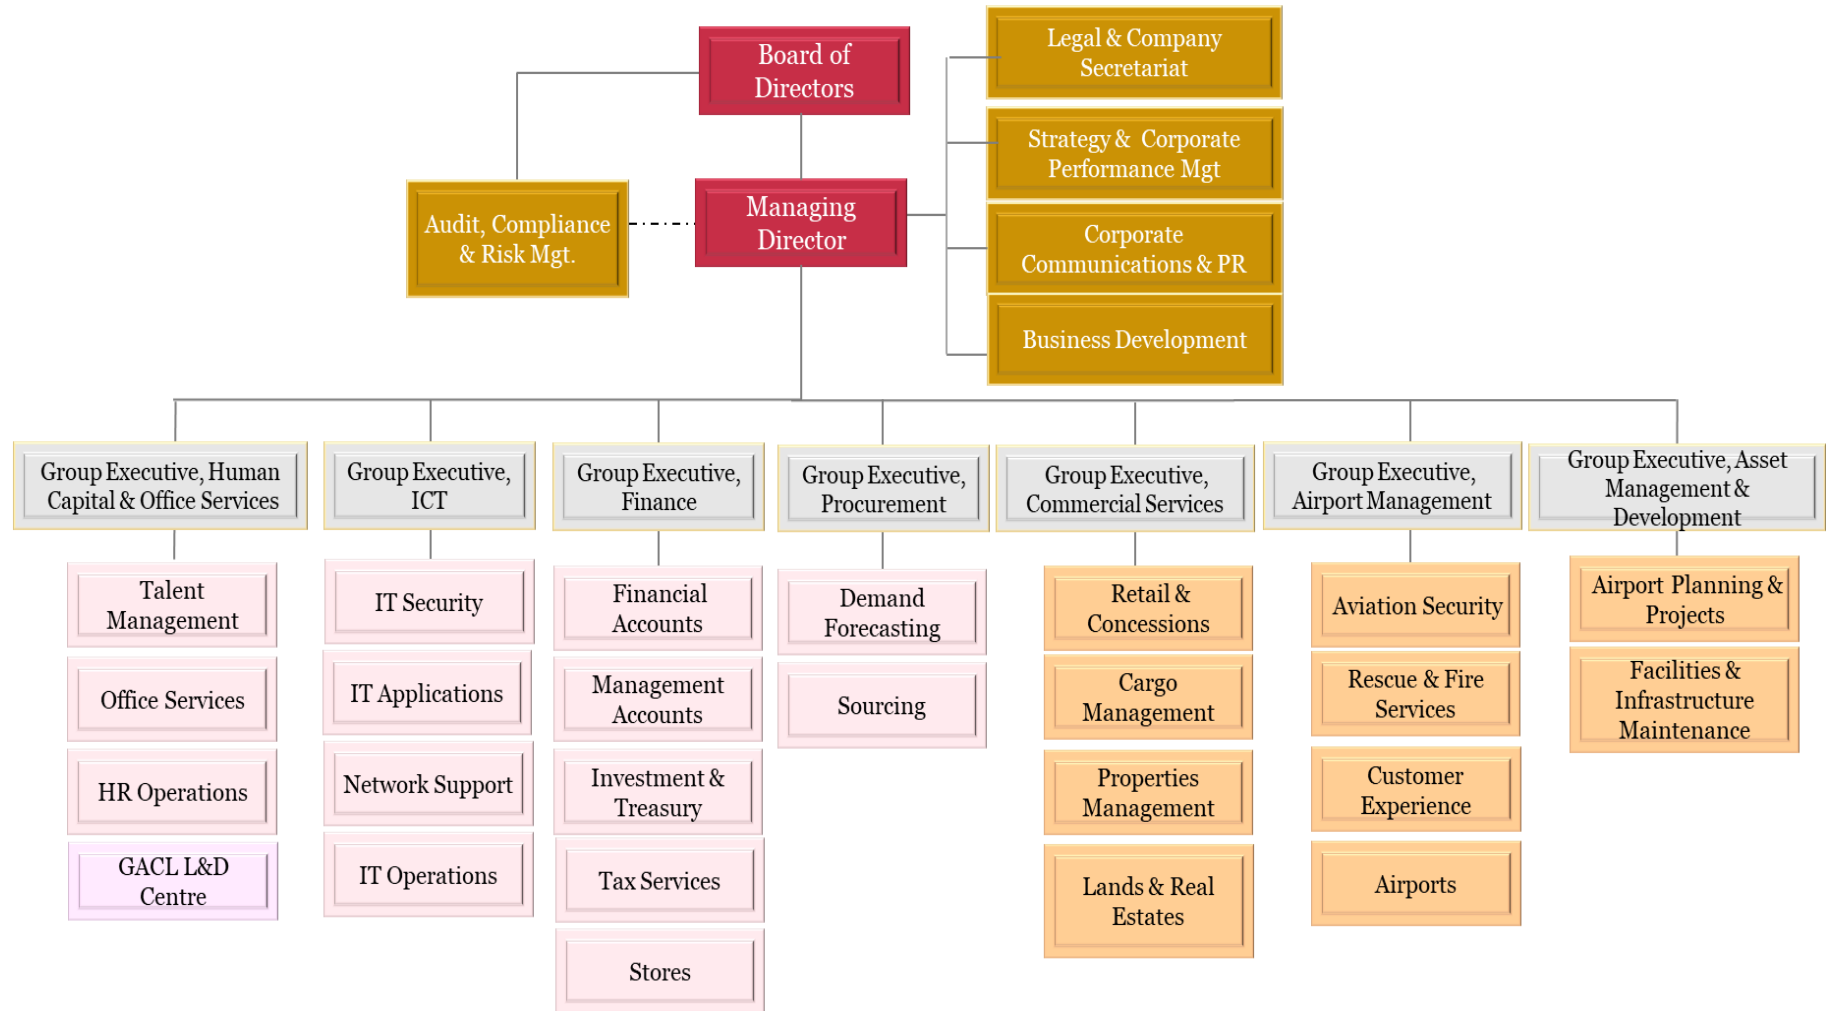 Board of
Directors
Legal & Company
Secretariat
Strategy & Corporate
Performance Mgt
Audit, Compliance
& Risk Mgt.
Managing
Director
Corporate
Communications & PR
Business Development
Group Executive, Human
Capital & Office Services
Group Executive,
ICT
Group Executive,
Finance
Group Executive,
Procurement
Group Executive,
Commercial Services
Group Executive,
Airport Management
Group Executive, Asset
Management &
Development
Talent
Management
Office Services
HR Operations
GACL L&D
Centre
IT Security
IT Applications
Network Support
IT Operations
Financial
Accounts
Management
Accounts
Investment &
Treasury
Tax Services
Stores
Demand
Forecasting
Sourcing
Retail &
Concessions
Cargo
Management
Properties
Management
Lands & Real
Estates
Aviation Security
Rescue & Fire
Services
Customer
Experience
Airports
Airport Planning &
Projects
Facilities &
Infrastructure
Maintenance